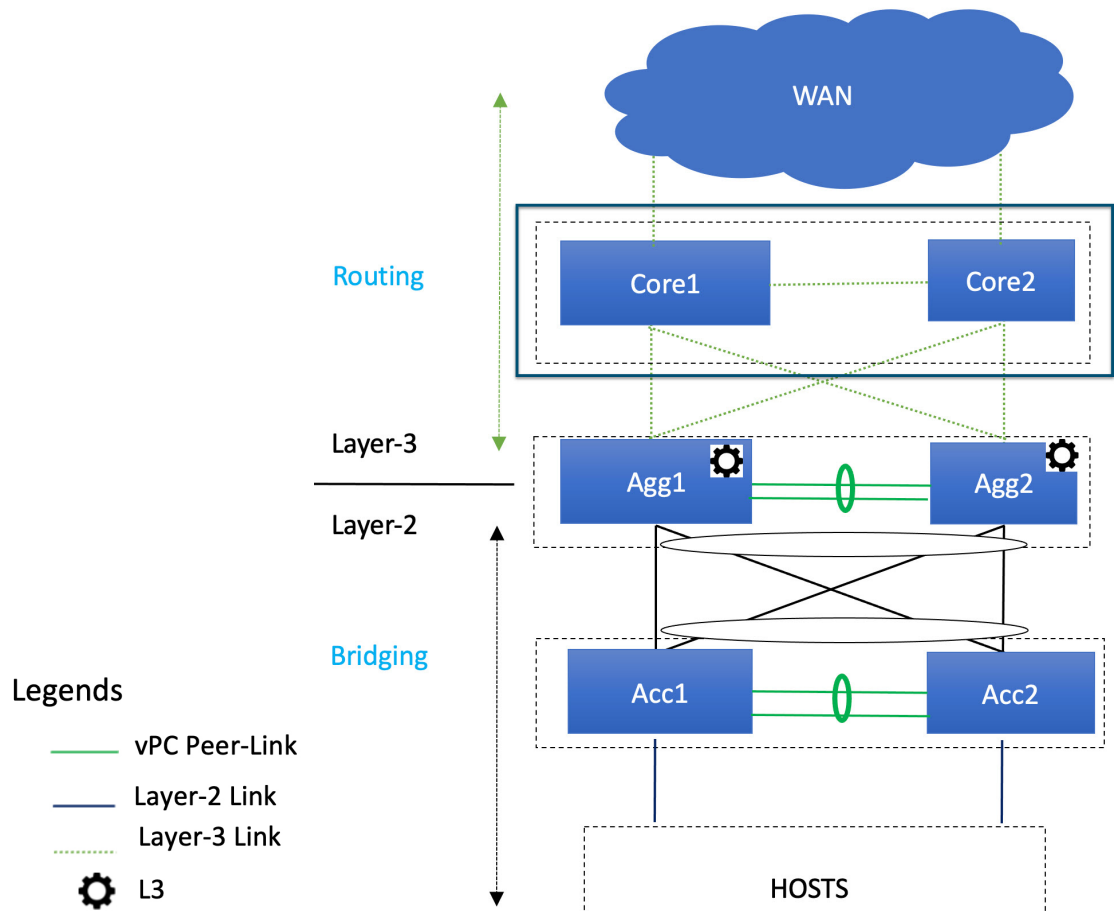 WAN
Routing
Core1
Core2
Layer-3
Agg1
Agg2
Layer-2
Bridging
Acc1
Acc2
Legends
vPC Peer-Link
Layer-2 Link
Layer-3 Link
L3
HOSTS